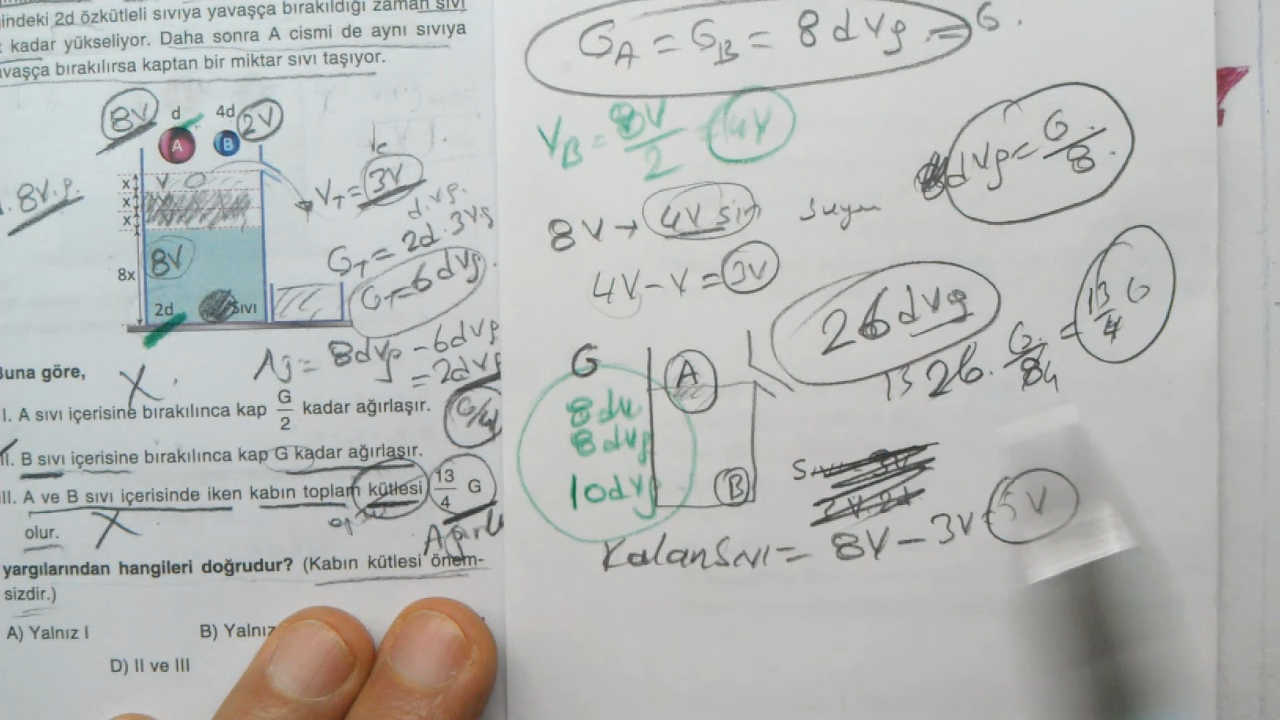 indeki 2d özkütleli sıvıya yavaşça bırakıldığı zaman sıvı
kadar yükseliyor. Daha sonra A cismi de aynı sıvıya
avaşça bırakılırsa kaptan bir miktar sıvı taşıyor.
8V d 4d 2V
A B
8V.g
x V
x
x
8V
8x
2d sıvı
V_T = 3V
d.Vg.
G_T = 2d.3Vg
G_T = 6dVg
Ag = 8dVg - 6dVg
= 2dVg
G/4
Buna göre,
I. A sıvı içerisine bırakılınca kap G/2 kadar ağırlaşır.
II. B sıvı içerisine bırakılınca kap G kadar ağırlaşır.
III. A ve B sıvı içerisinde iken kabın toplam kütlesi 13/4 G
olur.
yargılarından hangileri doğrudur? (Kabın kütlesi önem-
sizdir.)
A) Yalnız I B) Yalnız
D) II ve III
G_A = G_B = 8dVg = G.
V_B = 8V/2 = 4V
dVg = G/8.
8V → 4V
4V - V = 3V
26dVg
26. G/8 = 13/4 G
G
8dVg
10dVg
A
B
Kalan Sıvı = 8V - 3V = 5V